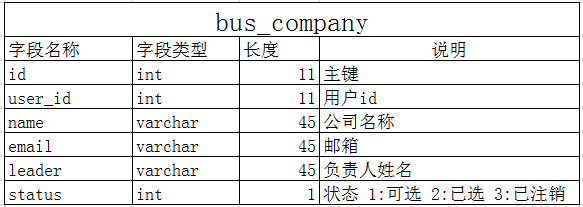 bus_company
字段名称 字段类型 长度 说明
id int 11 主键
user_id int 11 用户id
name varchar 45 公司名称
email varchar 45 邮箱
leader varchar 45 负责人姓名
status int 1 状态 1:可选 2:已选 3:已注销